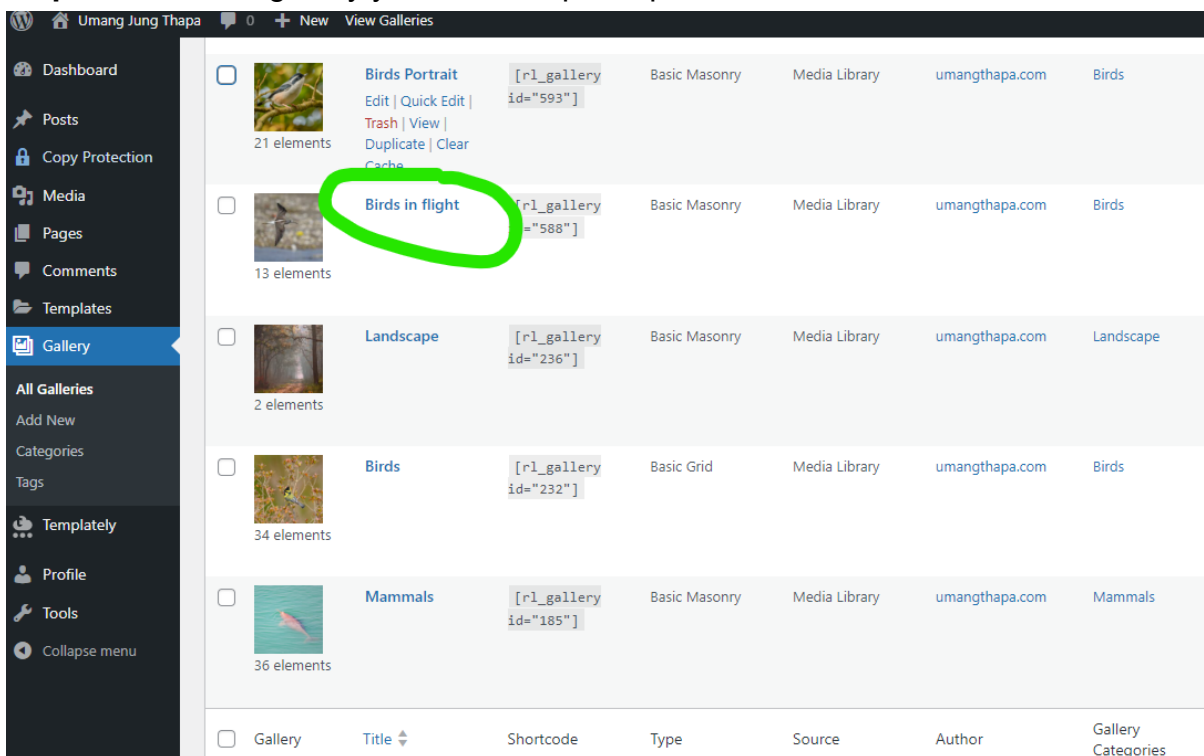 Umang Jung Thapa 0 + New View Galleries
Dashboard
Posts
Copy Protection
Media
Pages
Comments
Templates
Gallery
All Galleries
Add New
Categories
Tags
Templately
Profile
Tools
Collapse menu
Birds Portrait [rl_gallery Basic Masonry Media Library umangthapa.com Birds
Edit | Quick Edit | id="593"]
Trash | View |
21 elements Duplicate | Clear
Cache
Birds in flight [rl_gallery Basic Masonry Media Library umangthapa.com Birds
="588"]
13 elements
Landscape [rl_gallery Basic Masonry Media Library umangthapa.com Landscape
id="236"]
2 elements
Birds [rl_gallery Basic Grid Media Library umangthapa.com Birds
id="232"]
34 elements
Mammals [rl_gallery Basic Masonry Media Library umangthapa.com Mammals
id="185"]
36 elements
Gallery Title Shortcode Type Source Author Gallery
Categories